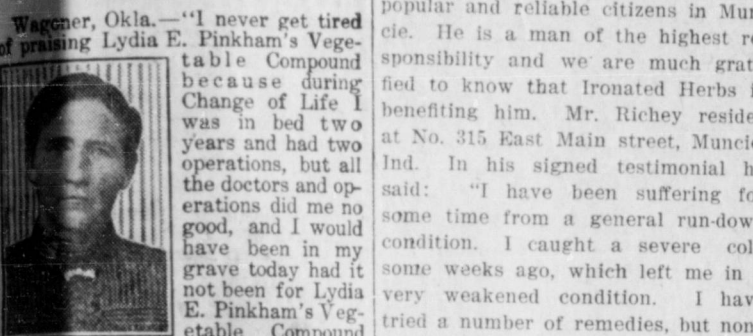 Wagoner, Okla.—"I never get tired
of praising Lydia E. Pinkham's Vege-
table Compound
because during
Change of Life I
was in bed two
years and had two
operations, but all
the doctors and op-
erations did me no
good, and I would
have been in my
grave today had it
not been for Lydia
E. Pinkham's Veg-
etable Compound
popular and reliable citizens in Mun
cie. He is a man of the highest re
sponsibility and we are much grat
fied to know that Ironated Herbs i
benefiting him. Mr. Richey reside
at No. 315 East Main street, Muncie
Ind. In his signed testimonial h
said: "I have been suffering fo
some time from a general run-dow
condition. I caught a severe col
some weeks ago, which left me in
very weakened condition. I hav
tried a number of remedies, but now